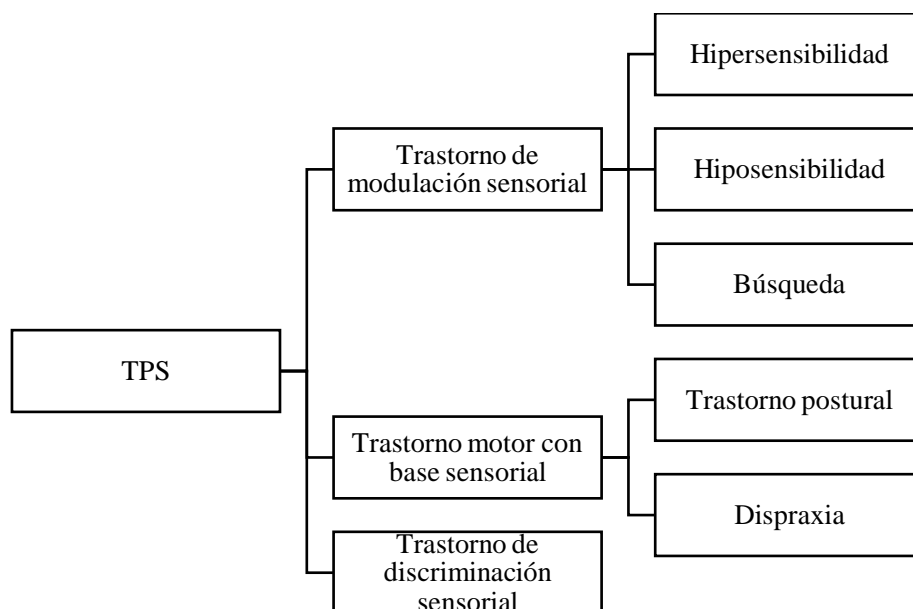 Hipersensibilidad
Trastorno de
modulación sensorial
Hiposensibilidad
Búsqueda
TPS
Trastorno postural
Trastorno motor con
base sensorial
Dispraxia
Trastorno de
discriminación
sensorial